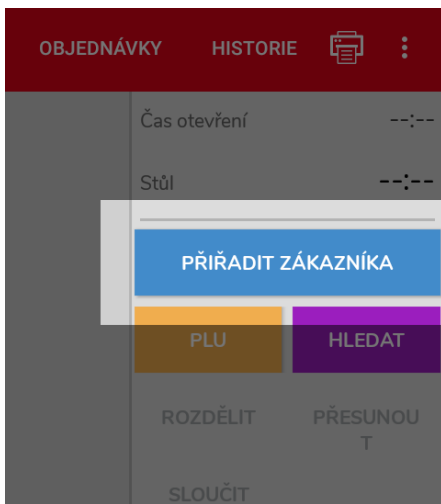 OBJEDNÁVKY HISTORIE
Čas otevření --:--
Stůl --:--
PŘIŘADIT ZÁKAZNÍKA
PLU HLEDAT
ROZDĚLIT PŘESUNOU
T
SLOUČIT